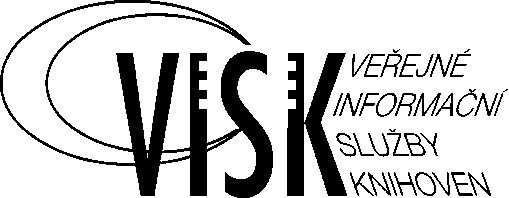 VISK
VEŘEJNÉ
INFORMAČNÍ
SLUŽBY
KNIHOVEN